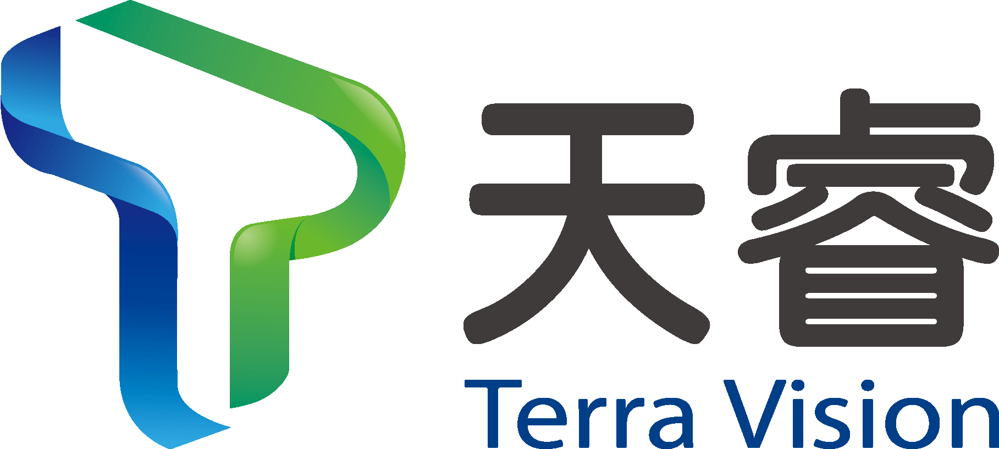 天睿
Terra Vision